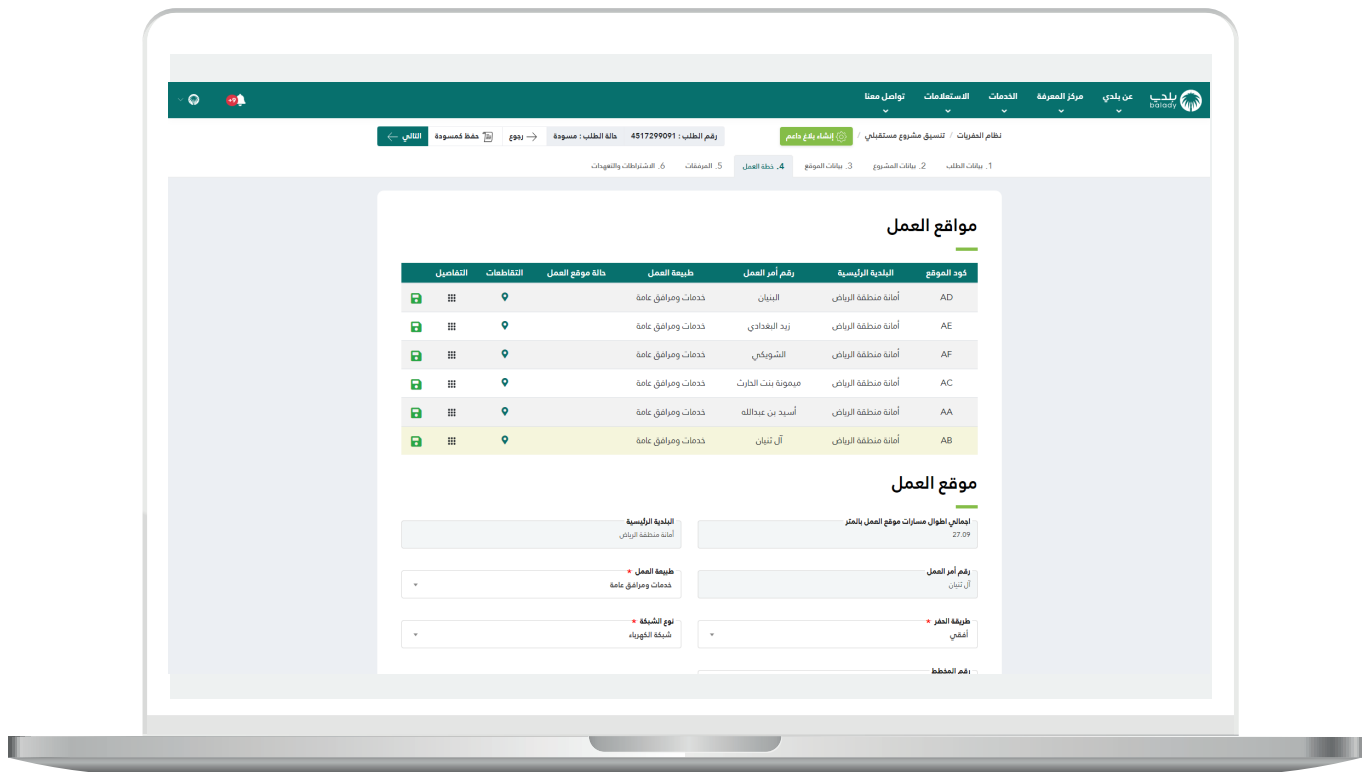 بلدي balady عن بلدي مركز المعرفة الخدمات الاستعلامات تواصل معنا +9
نظام الحفريات / تنسيق مشروع مستقبلي / إنشاء بلاغ داعم رقم الطلب : 4517299091 حالة الطلب : مسودة رجوع حفظ كمسودة التالي
1. بيانات الطلب 2. بيانات المشروع 3. بيانات الموقع 4. خطة العمل 5. المرفقات 6. الاشتراطات والتعهدات
مواقع العمل
كود الموقع البلدية الرئيسية رقم أمر العمل طبيعة العمل حالة موقع العمل التقاطعات التفاصيل
AD أمانة منطقة الرياض البنيان خدمات ومرافق عامة
AE أمانة منطقة الرياض زيد البغدادي خدمات ومرافق عامة
AF أمانة منطقة الرياض الشويكي خدمات ومرافق عامة
AC أمانة منطقة الرياض ميمونة بنت الحارث خدمات ومرافق عامة
AA أمانة منطقة الرياض أسيد بن عبدالله خدمات ومرافق عامة
AB أمانة منطقة الرياض آل ثنيان خدمات ومرافق عامة
موقع العمل
اجمالي اطوال مسارات موقع العمل بالمتر البلدية الرئيسية
27.09 أمانة منطقة الرياض
رقم أمر العمل طبيعة العمل *
آل ثنيان خدمات ومرافق عامة
طريقة الحفر * نوع الشبكة *
أفقي شبكة الكهرباء
رقم المخطط